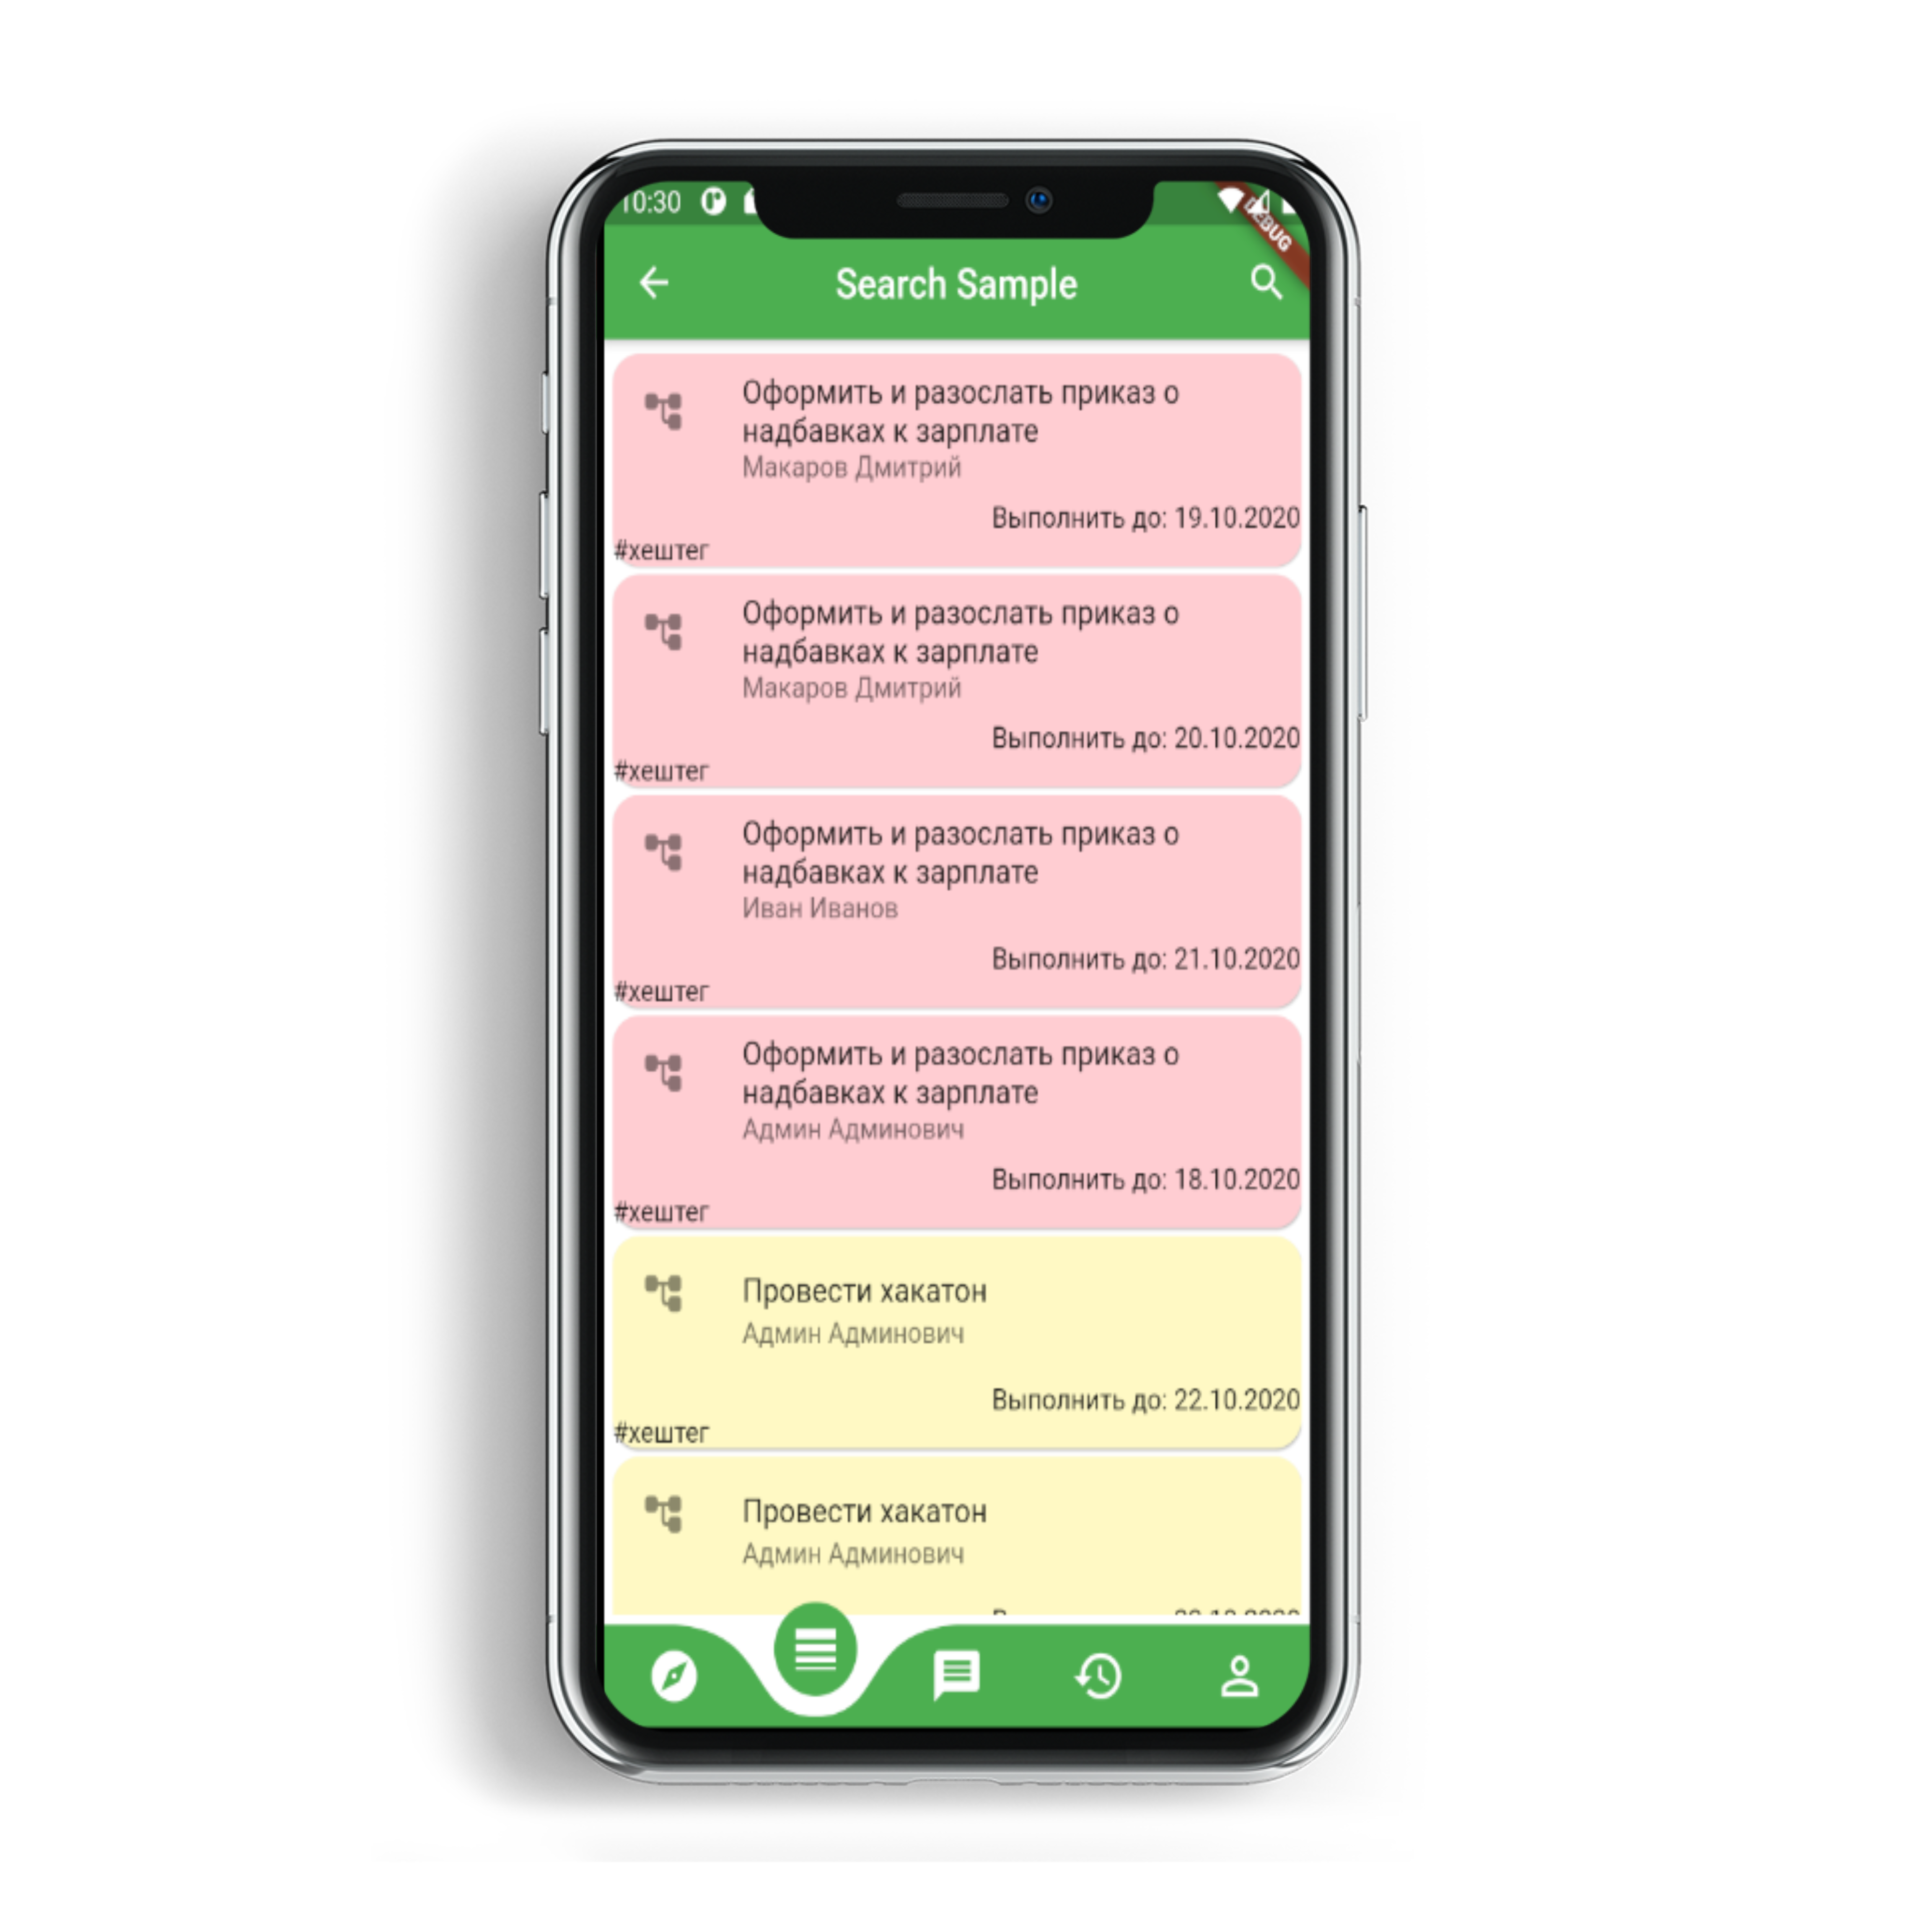 10:30
DEBUG
Search Sample
Оформить и разослать приказ о
надбавках к зарплате
Макаров Дмитрий
Выполнить до: 19.10.2020
#хештег
Оформить и разослать приказ о
надбавках к зарплате
Макаров Дмитрий
Выполнить до: 20.10.2020
#хештег
Оформить и разослать приказ о
надбавках к зарплате
Иван Иванов
Выполнить до: 21.10.2020
#хештег
Оформить и разослать приказ о
надбавках к зарплате
Админ Админович
Выполнить до: 18.10.2020
#хештег
Провести хакатон
Админ Админович
Выполнить до: 22.10.2020
#хештег
Провести хакатон
Админ Админович